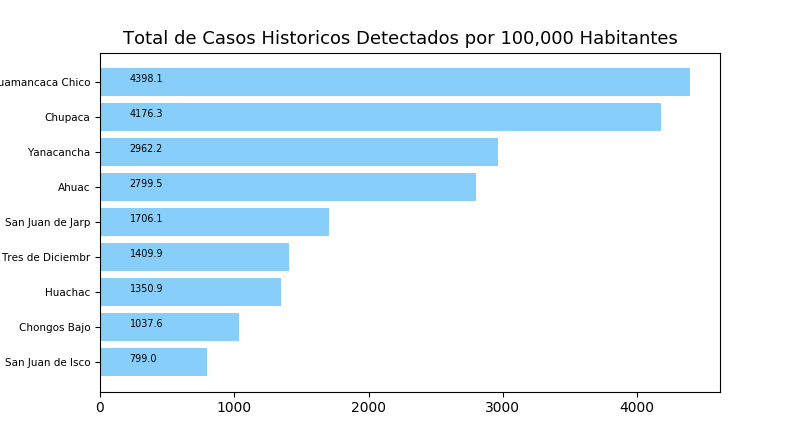 Total de Casos Historicos Detectados por 100,000 Habitantes
uamancaca Chico 4398.1
Chupaca 4176.3
Yanacancha 2962.2
Ahuac 2799.5
San Juan de Jarp 1706.1
Tres de Diciembr 1409.9
Huachac 1350.9
Chongos Bajo 1037.6
San Juan de Isco 799.0
0 1000 2000 3000 4000